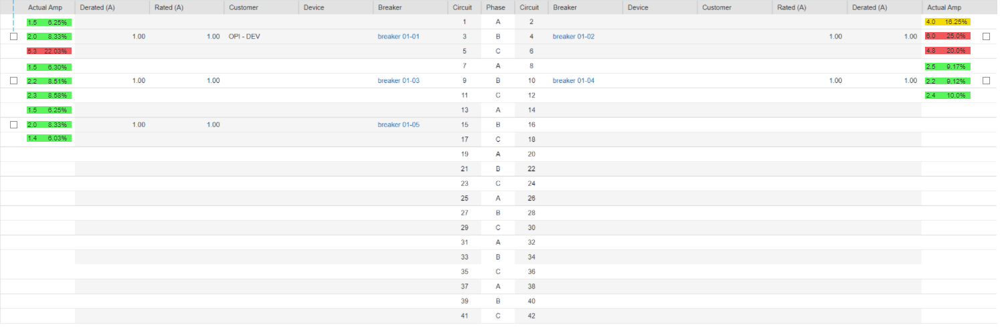 Actual Amp Derated (A) Rated (A) Customer Device Breaker Circuit Phase Circuit Breaker Device Customer Rated (A) Derated (A) Actual Amp
1.5 6.25% 1 A 2 4.0 16.25%
2.0 8.33% 1.00 1.00 OPI - DEV breaker 01-01 3 B 4 breaker 01-02 1.00 1.00 6.0 25.0%
5.3 22.03% 5 C 6 4.8 20.0%
1.5 6.30% 7 A 8 2.5 9.17%
2.2 8.51% 1.00 1.00 breaker 01-03 9 B 10 breaker 01-04 1.00 1.00 2.2 9.12%
2.3 8.58% 11 C 12 2.4 10.0%
1.5 6.25% 13 A 14
2.0 8.33% 1.00 1.00 breaker 01-05 15 B 16
1.4 6.03% 17 C 18
19 A 20
21 B 22
23 C 24
25 A 26
27 B 28
29 C 30
31 A 32
33 B 34
35 C 36
37 A 38
39 B 40
41 C 42